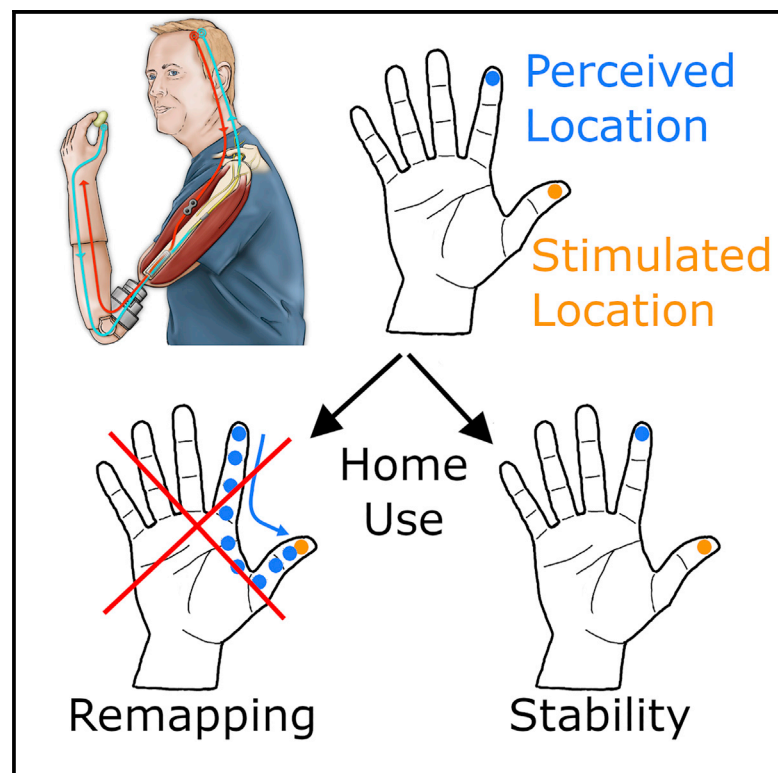 Perceived
Location
Stimulated
Location
Home
Use
Remapping
Stability